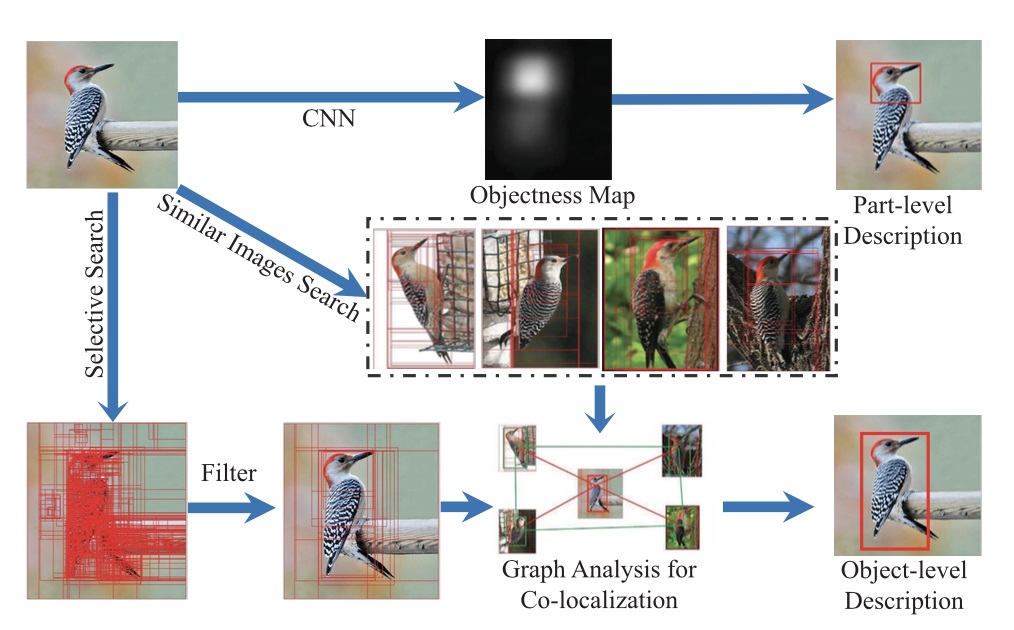 CNN
Objectness Map
Part-level
Description
Similar Images Search
Selective Search
Filter
Graph Analysis for
Co-localization
Object-level
Description